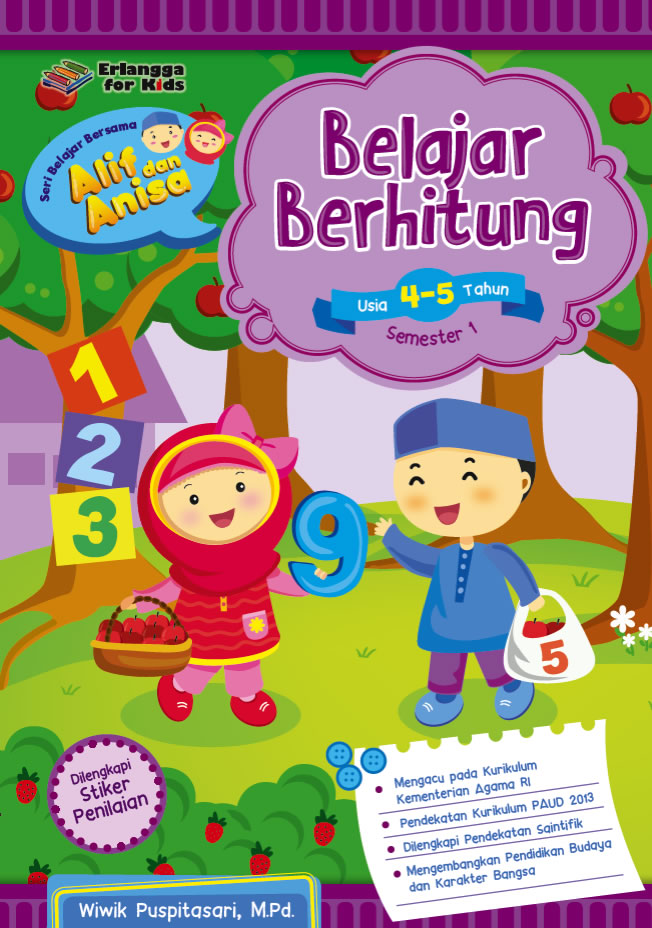 Erlangga
for Kids
Seri Belajar Bersama
Alif dan
Anisa
Belajar
Berhitung
Usia 4-5 Tahun
Semester 1
1
2
3
9
5
Dilengkapi
Stiker
Penilaian
Mengacu pada Kurikulum
Kementerian Agama RI
Pendekatan Kurikulum PAUD 2013
Dilengkapi Pendekatan Saintifik
Mengembangkan Pendidikan Budaya
dan Karakter Bangsa
Wiwik Puspitasari, M.Pd.